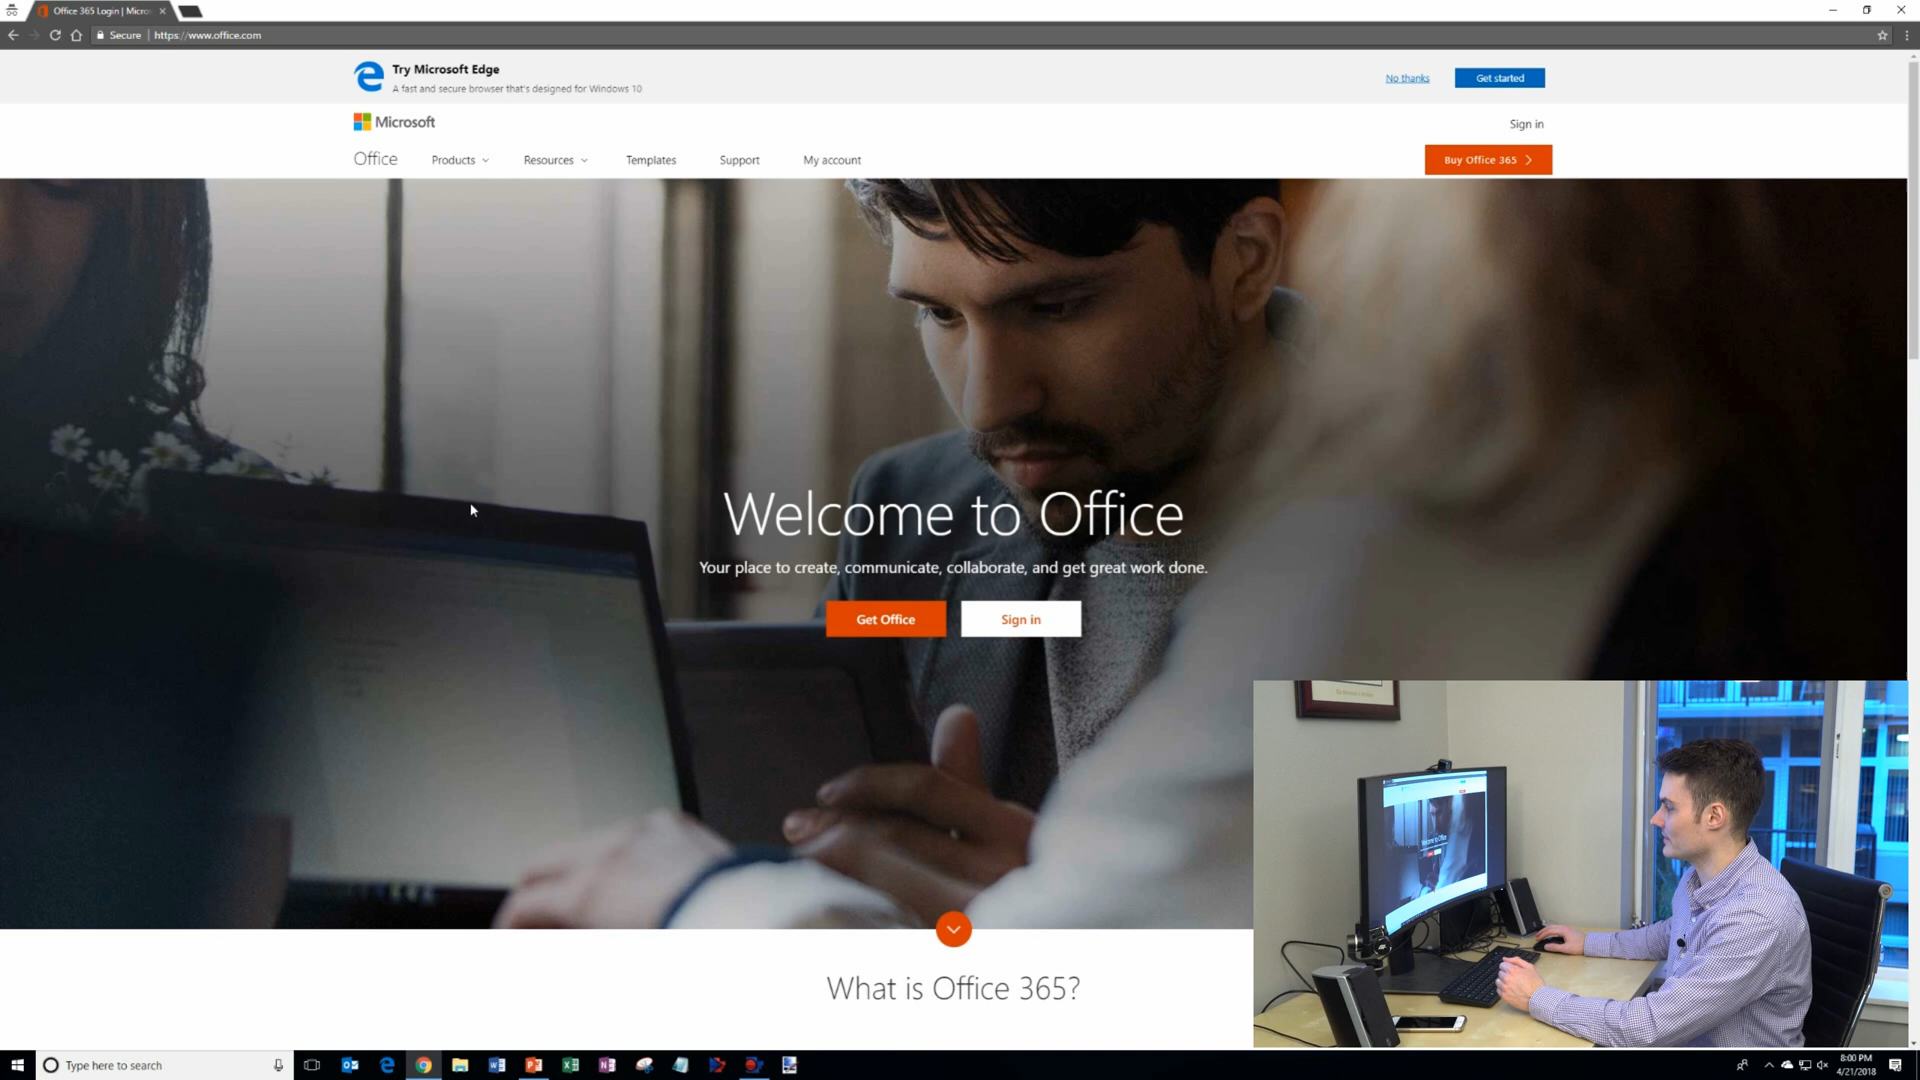 Office 365 Login | Micro
Secure | https://www.office.com
Try Microsoft Edge
A fast and secure browser that's designed for Windows 10
No thanks
Get started
Microsoft
Sign in
Office
Products
Resources
Templates
Support
My account
Buy Office 365
Welcome to Office
Your place to create, communicate, collaborate, and get great work done.
Get Office
Sign in
What is Office 365?
Type here to search
8:00 PM
4/21/2018